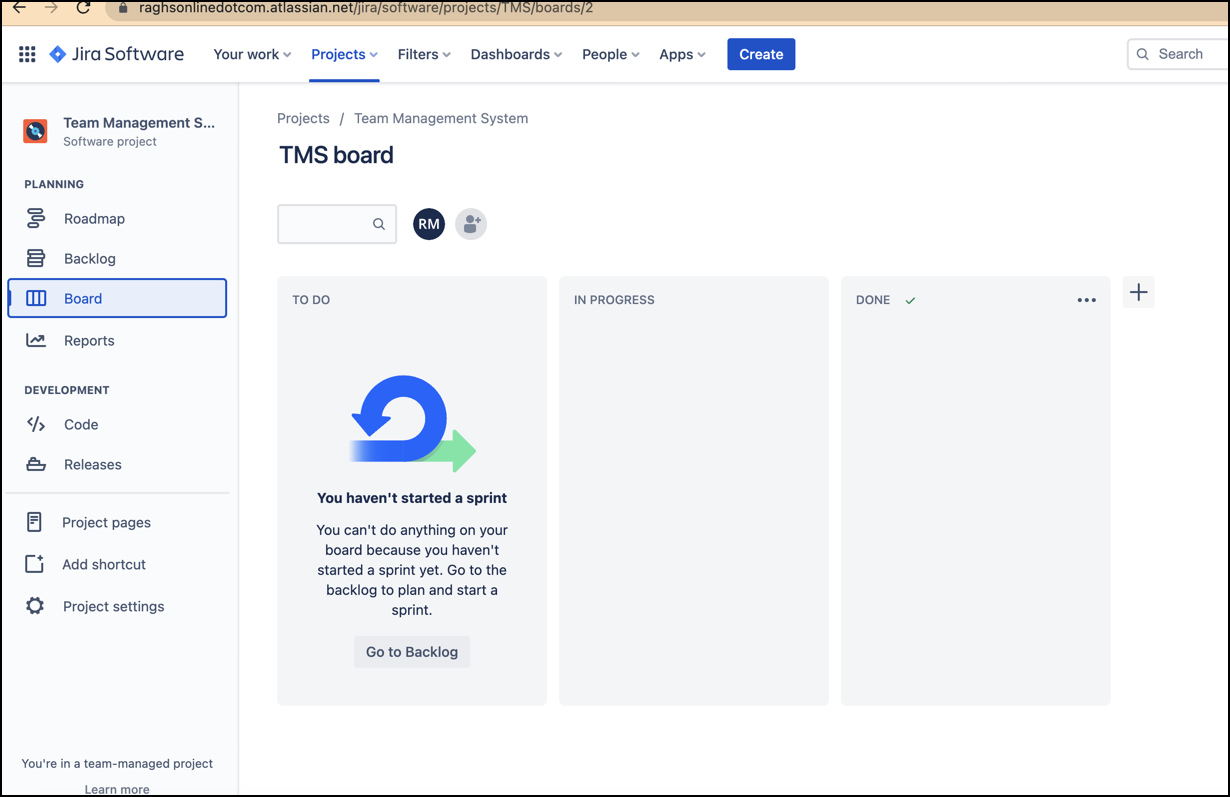 raghsonlinedotcom.atlassian.net/jira/software/projects/TMS/boards/2
Jira Software
Your work
Projects
Filters
Dashboards
People
Apps
Create
Search
Team Management S...
Software project
PLANNING
Roadmap
Backlog
Board
Reports
DEVELOPMENT
Code
Releases
Project pages
Add shortcut
Project settings
You're in a team-managed project
Learn more
Projects / Team Management System
TMS board
RM
TO DO
You haven't started a sprint
You can't do anything on your
board because you haven't
started a sprint yet. Go to the
backlog to plan and start a
sprint.
Go to Backlog
IN PROGRESS
DONE